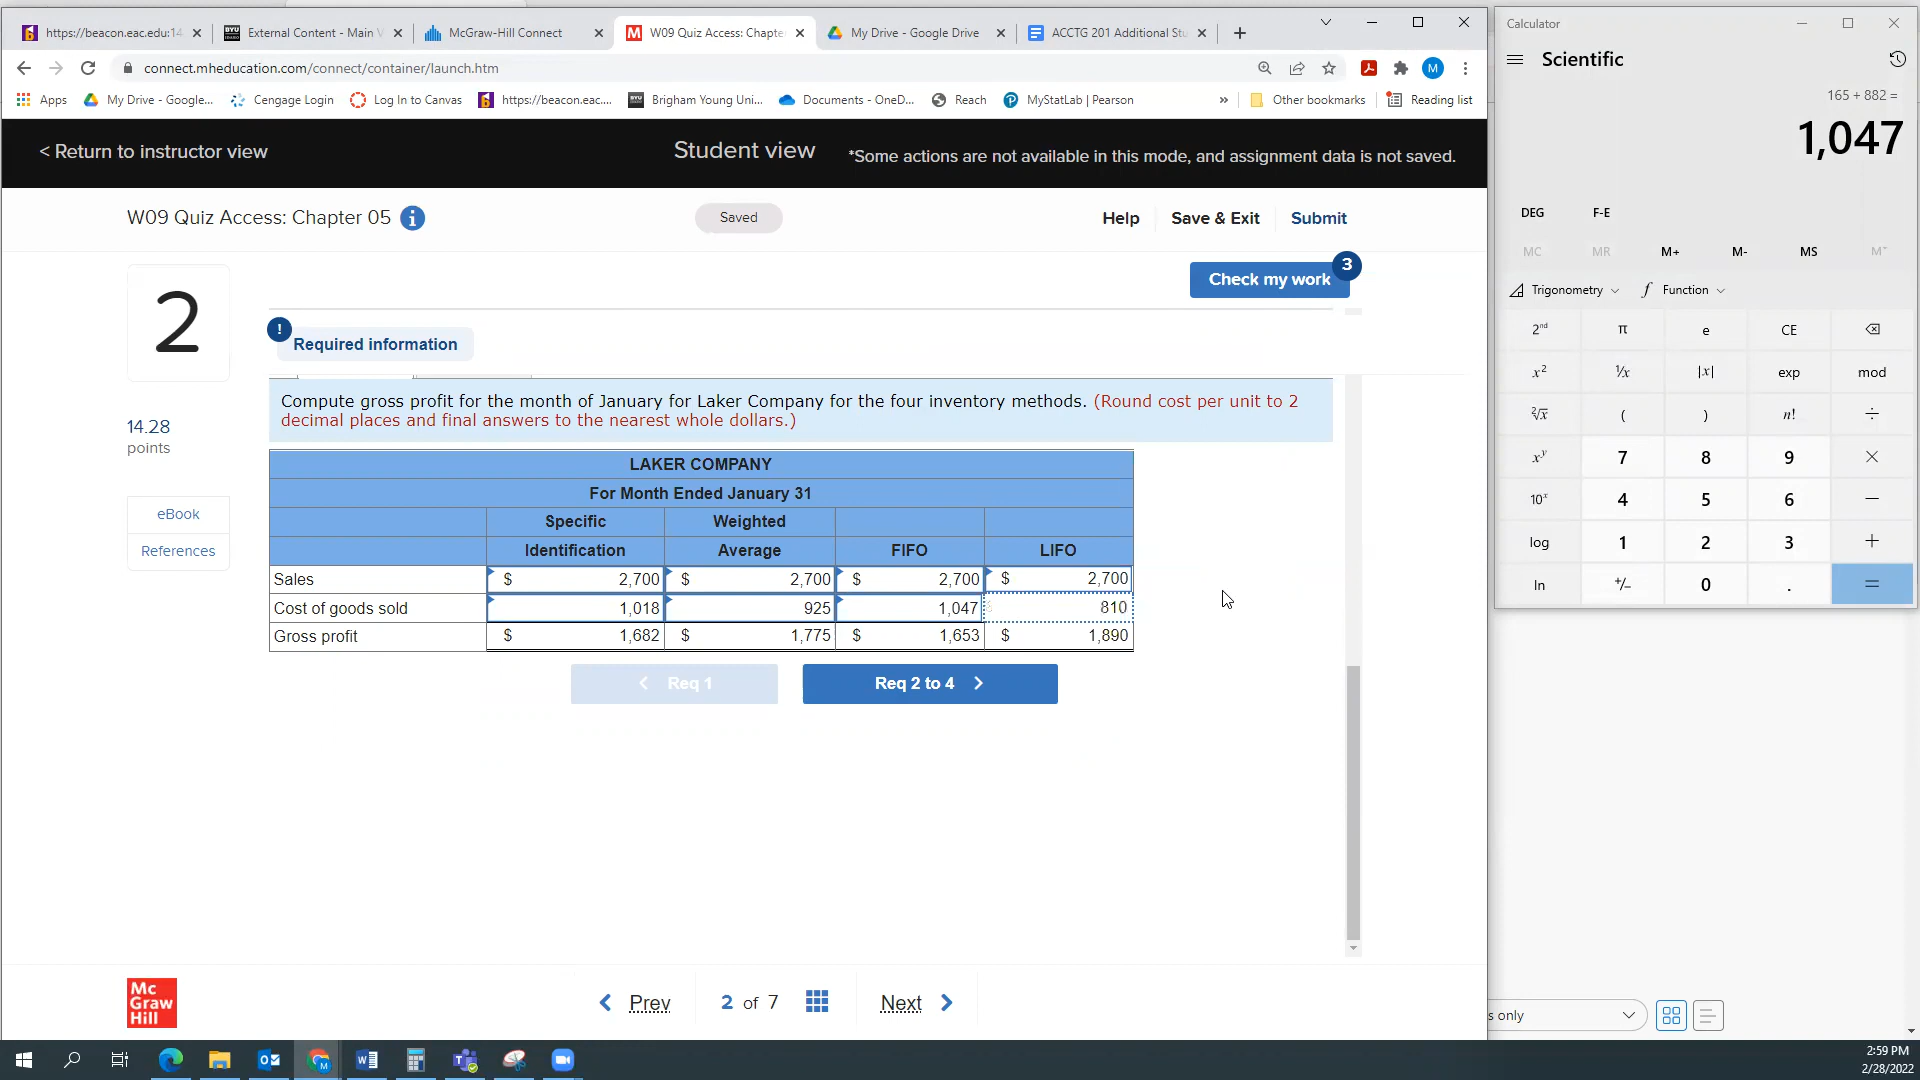 https://beacon.eac.edu:14
External Content - Main V
McGraw-Hill Connect
W09 Quiz Access: Chapte
My Drive - Google Drive
ACCTG 201 Additional Stu
connect.mheducation.com/connect/container/launch.htm
M
Apps
My Drive - Google...
Cengage Login
Log In to Canvas
https://beacon.eac....
Brigham Young Uni...
Documents - OneD...
Reach
MyStatLab | Pearson
»
Other bookmarks
Reading list
< Return to instructor view
Student view
*Some actions are not available in this mode, and assignment data is not saved.
W09 Quiz Access: Chapter 05
Saved
Help
Save & Exit
Submit
Check my work
3
2
14.28
points
eBook
References
!
Required information
Compute gross profit for the month of January for Laker Company for the four inventory methods. (Round cost per unit to 2
decimal places and final answers to the nearest whole dollars.)
LAKER COMPANY
For Month Ended January 31
Specific Weighted
Identification Average FIFO LIFO
Sales $ 2,700 $ 2,700 $ 2,700 $ 2,700
Cost of goods sold 1,018 925 1,047 810
Gross profit $ 1,682 $ 1,775 $ 1,653 $ 1,890
< Req 1
Req 2 to 4 >
Mc
Graw
Hill
< Prev
2 of 7
Next >
Calculator
Scientific
165 + 882 =
1,047
DEG F-E
MC MR M+ M- MS M˅
Trigonometry Function
2nd π e CE
x² ¹/x |x| exp mod
²√x ( ) n! ÷
xʸ 7 8 9 ×
10ˣ 4 5 6 −
log 1 2 3 +
ln +/− 0 . =
s only
2:59 PM
2/28/2022